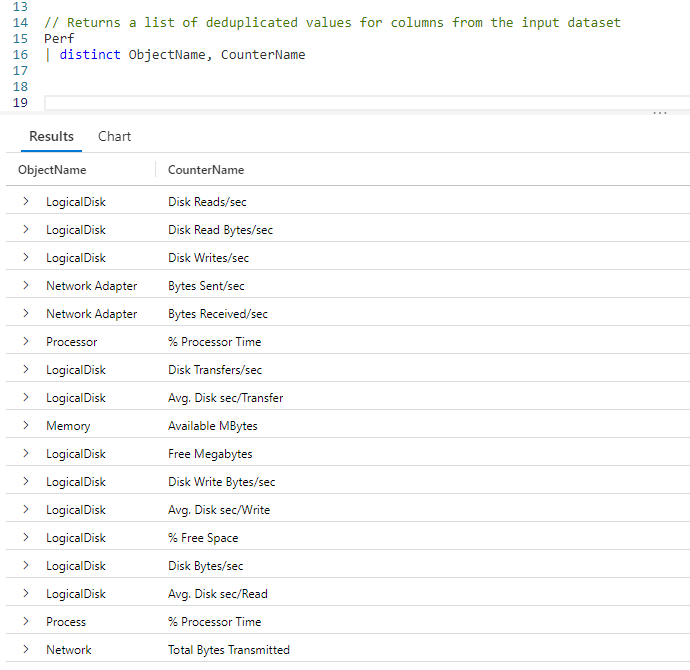 13
14 // Returns a list of deduplicated values for columns from the input dataset
15 Perf
16 | distinct ObjectName, CounterName
17
18
19
Results Chart
ObjectName CounterName
LogicalDisk Disk Reads/sec
LogicalDisk Disk Read Bytes/sec
LogicalDisk Disk Writes/sec
Network Adapter Bytes Sent/sec
Network Adapter Bytes Received/sec
Processor % Processor Time
LogicalDisk Disk Transfers/sec
LogicalDisk Avg. Disk sec/Transfer
Memory Available MBytes
LogicalDisk Free Megabytes
LogicalDisk Disk Write Bytes/sec
LogicalDisk Avg. Disk sec/Write
LogicalDisk % Free Space
LogicalDisk Disk Bytes/sec
LogicalDisk Avg. Disk sec/Read
Process % Processor Time
Network Total Bytes Transmitted